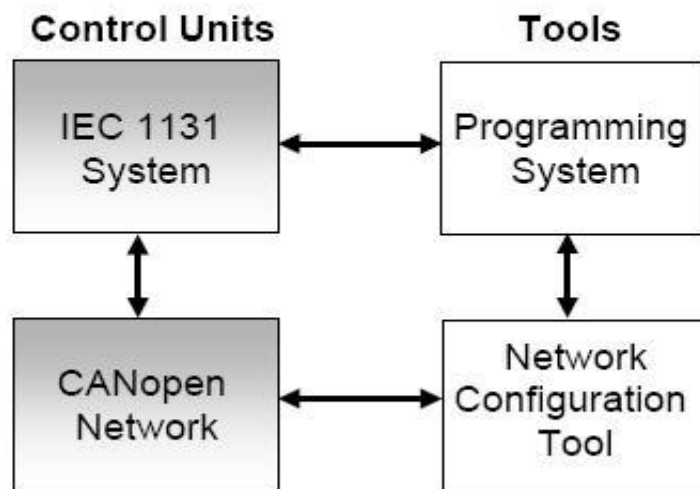 Control Units
Tools
IEC 1131
System
Programming
System
CANopen
Network
Network
Configuration
Tool